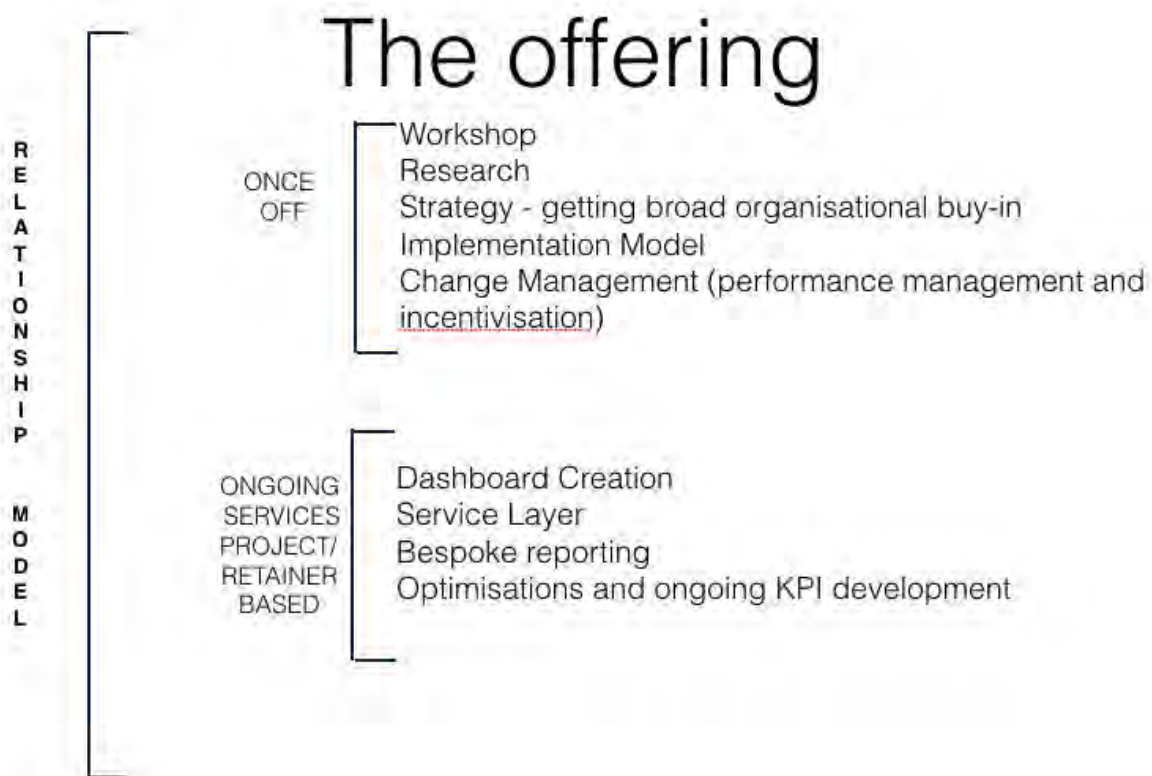 The offering
RELATIONSHIP MODEL
ONCE
OFF
Workshop
Research
Strategy - getting broad organisational buy-in
Implementation Model
Change Management (performance management and
incentivisation)
ONGOING
SERVICES
PROJECT/
RETAINER
BASED
Dashboard Creation
Service Layer
Bespoke reporting
Optimisations and ongoing KPI development